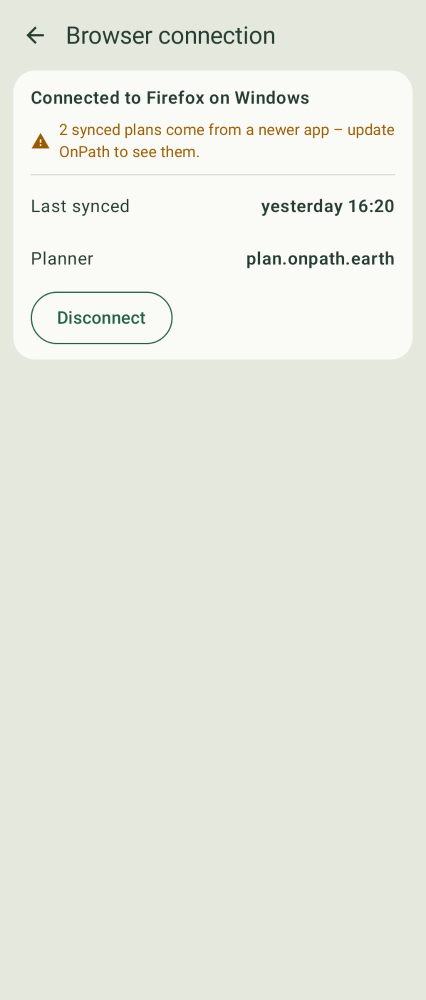 Browser connection
Connected to Firefox on Windows
2 synced plans come from a newer app – update
OnPath to see them.
Last synced yesterday 16:20
Planner plan.onpath.earth
Disconnect